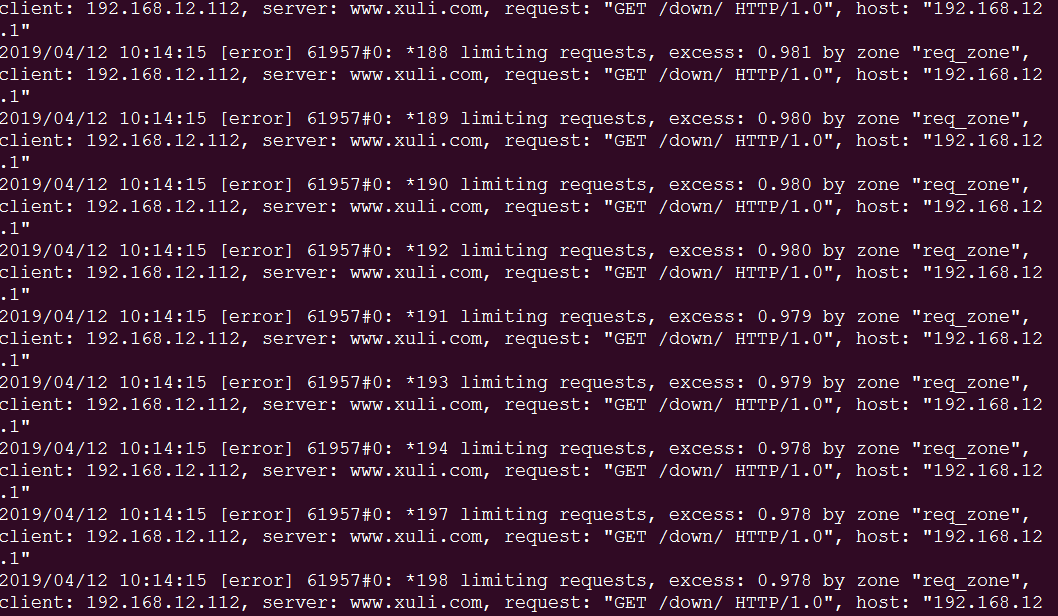 client: 192.168.12.112, server: www.xuli.com, request: "GET /down/ HTTP/1.0", host: "192.168.12
.1"
2019/04/12 10:14:15 [error] 61957#0: *188 limiting requests, excess: 0.981 by zone "req_zone",
client: 192.168.12.112, server: www.xuli.com, request: "GET /down/ HTTP/1.0", host: "192.168.12
.1"
2019/04/12 10:14:15 [error] 61957#0: *189 limiting requests, excess: 0.980 by zone "req_zone",
client: 192.168.12.112, server: www.xuli.com, request: "GET /down/ HTTP/1.0", host: "192.168.12
.1"
2019/04/12 10:14:15 [error] 61957#0: *190 limiting requests, excess: 0.980 by zone "req_zone",
client: 192.168.12.112, server: www.xuli.com, request: "GET /down/ HTTP/1.0", host: "192.168.12
.1"
2019/04/12 10:14:15 [error] 61957#0: *192 limiting requests, excess: 0.980 by zone "req_zone",
client: 192.168.12.112, server: www.xuli.com, request: "GET /down/ HTTP/1.0", host: "192.168.12
.1"
2019/04/12 10:14:15 [error] 61957#0: *191 limiting requests, excess: 0.979 by zone "req_zone",
client: 192.168.12.112, server: www.xuli.com, request: "GET /down/ HTTP/1.0", host: "192.168.12
.1"
2019/04/12 10:14:15 [error] 61957#0: *193 limiting requests, excess: 0.979 by zone "req_zone",
client: 192.168.12.112, server: www.xuli.com, request: "GET /down/ HTTP/1.0", host: "192.168.12
.1"
2019/04/12 10:14:15 [error] 61957#0: *194 limiting requests, excess: 0.978 by zone "req_zone",
client: 192.168.12.112, server: www.xuli.com, request: "GET /down/ HTTP/1.0", host: "192.168.12
.1"
2019/04/12 10:14:15 [error] 61957#0: *197 limiting requests, excess: 0.978 by zone "req_zone",
client: 192.168.12.112, server: www.xuli.com, request: "GET /down/ HTTP/1.0", host: "192.168.12
.1"
2019/04/12 10:14:15 [error] 61957#0: *198 limiting requests, excess: 0.978 by zone "req_zone",
client: 192.168.12.112, server: www.xuli.com, request: "GET /down/ HTTP/1.0", host: "192.168.12